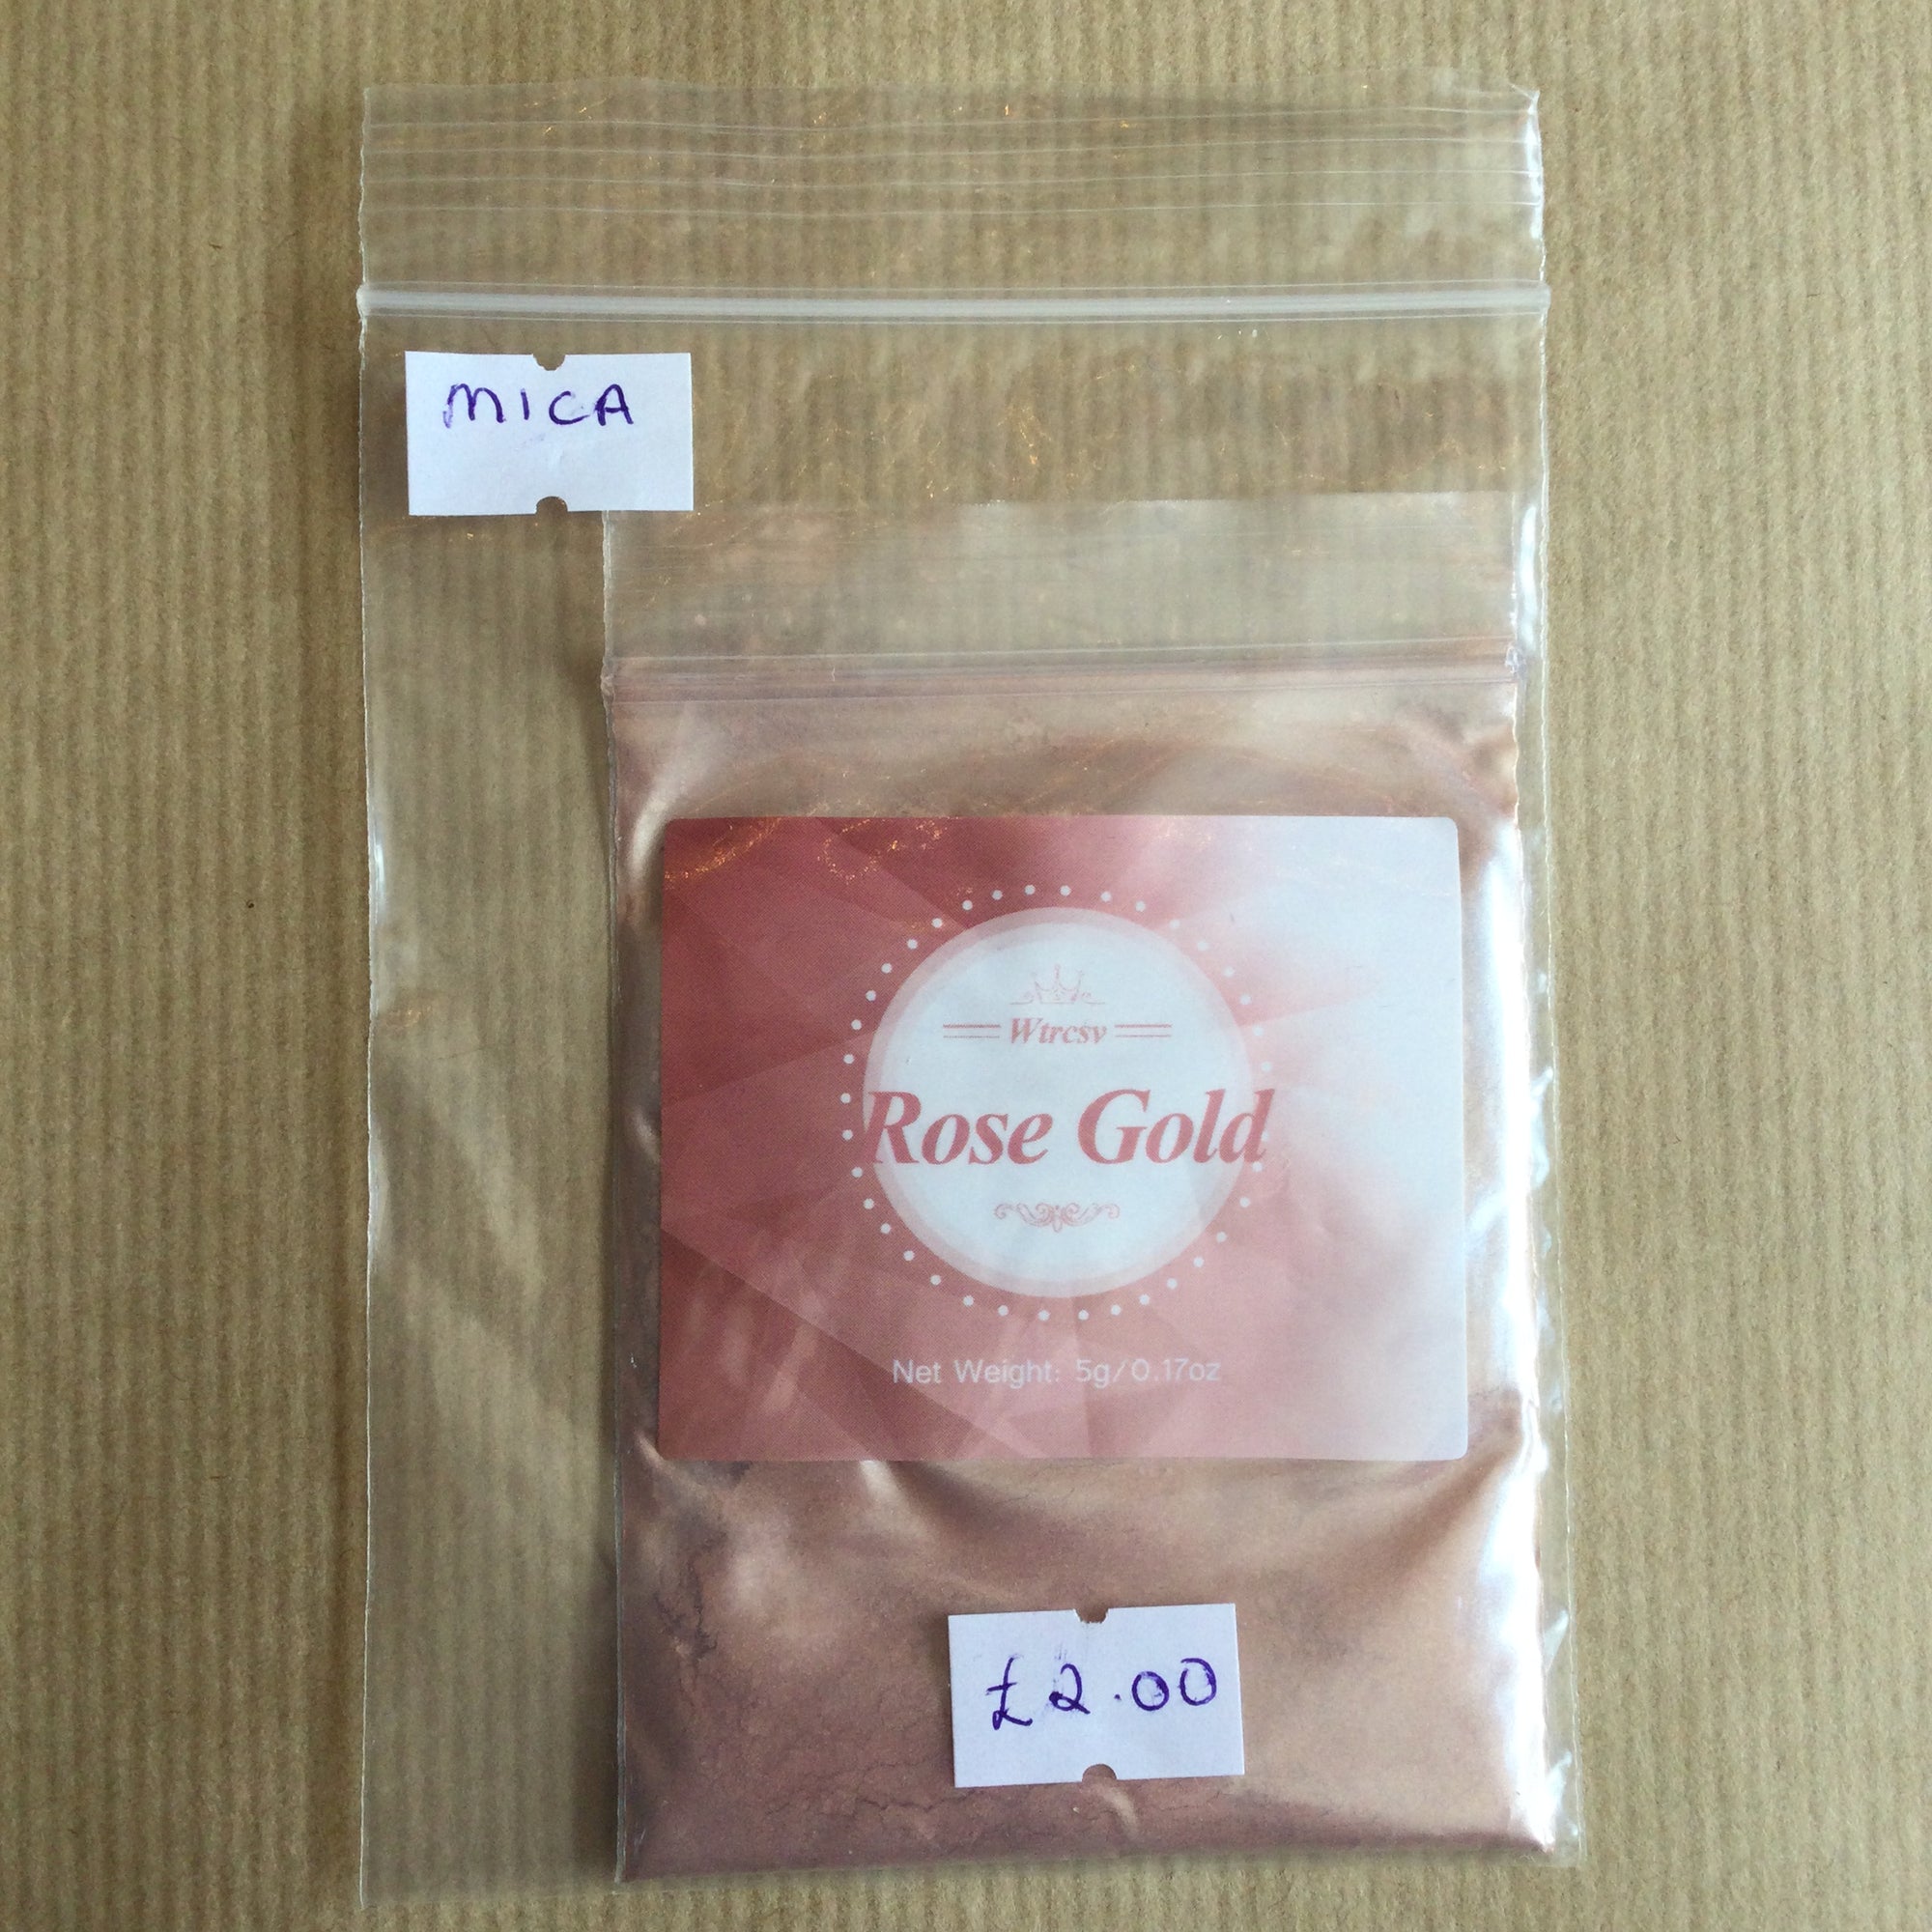 MICA
Wtrcsv
Rose Gold
Net Weight: 5g/0.17oz
£2.00